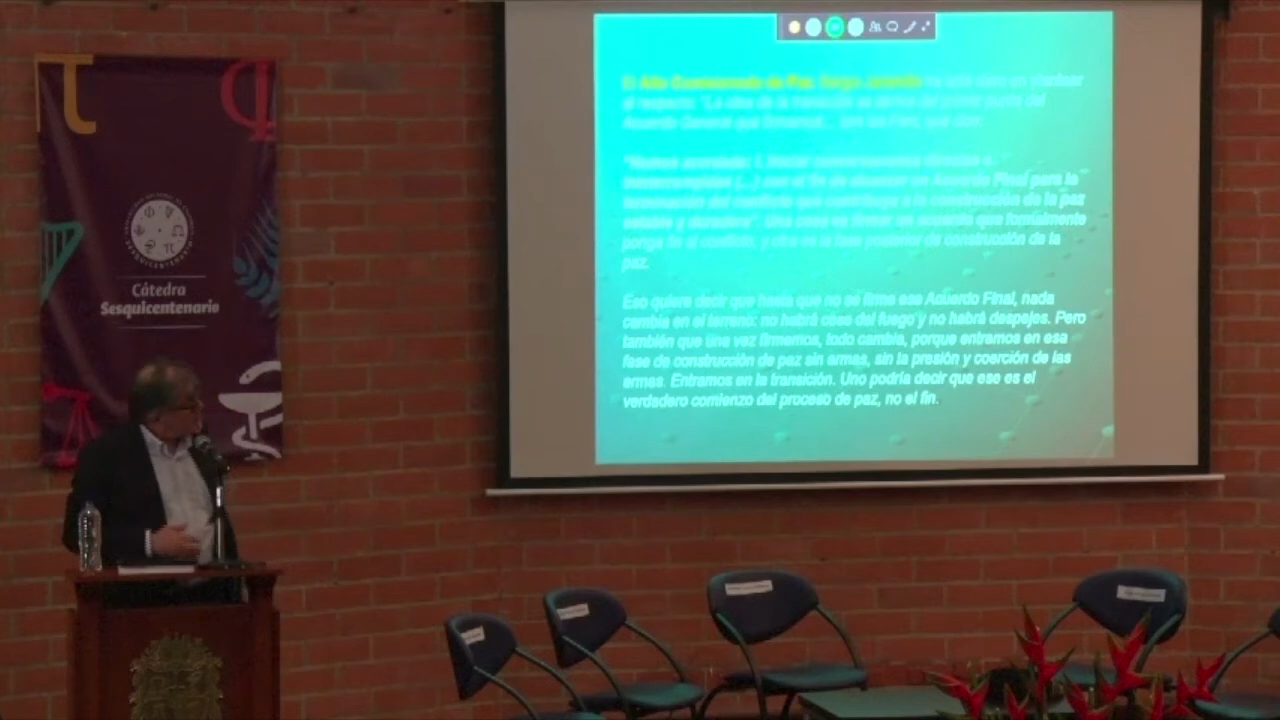 Cátedra
Sesquicentenario
El Alto Comisionado de Paz, Sergio Jaramillo
al respecto: "La idea de la transición se deriva del primer punto del
Acuerdo General que firmamos... con las Farc, que dice:
"Hemos acordado: I. Iniciar conversaciones directas e
ininterrumpidas (...) con el fin de alcanzar un Acuerdo Final para la
terminación del conflicto que contribuya a la construcción de la paz
estable y duradera". Una cosa es firmar un acuerdo que formalmente
ponga fin al conflicto, y otra es la fase posterior de construcción de la
paz.
Eso quiere decir que hasta que no se firme ese Acuerdo Final, nada
cambia en el terreno: no habrá cese del fuego y no habrá despejes. Pero
también que una vez firmemos, todo cambia, porque entramos en esa
fase de construcción de paz sin armas, sin la presión y coerción de las
armas. Entramos en la transición. Uno podría decir que ese es el
verdadero comienzo del proceso de paz, no el fin.